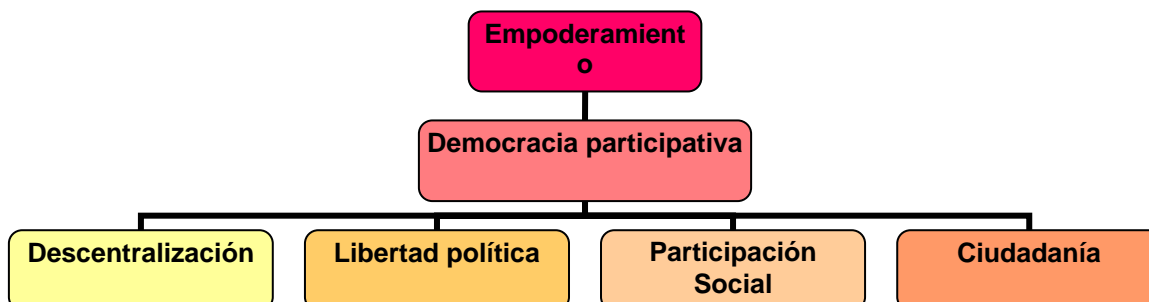 Empoderamient
o
Democracia participativa
Descentralización
Libertad política
Participación
Social
Ciudadanía